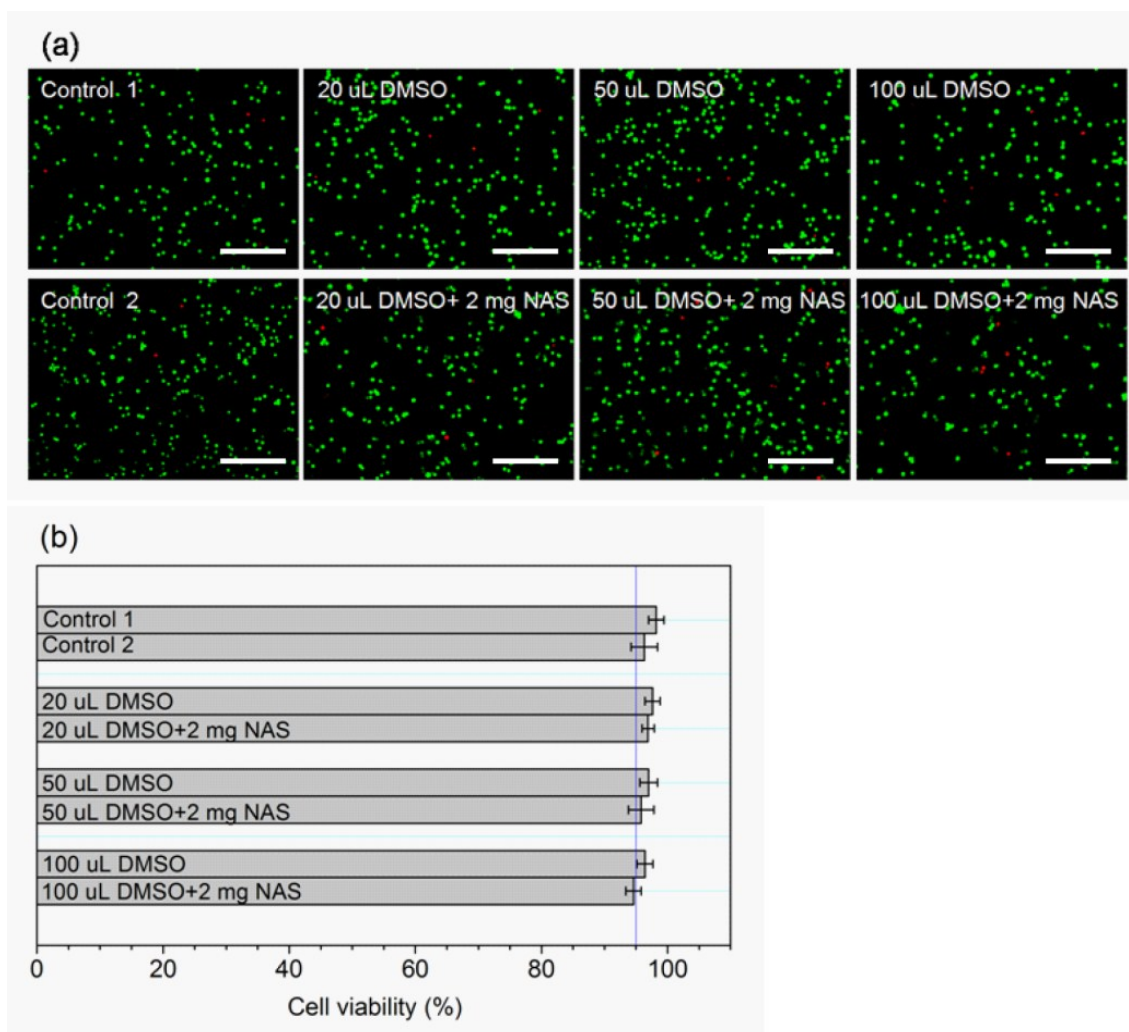 (a)
Control 1
20 uL DMSO
50 uL DMSO
100 uL DMSO
Control 2
20 uL DMSO+ 2 mg NAS
50 uL DMSO+ 2 mg NAS
100 uL DMSO+2 mg NAS
(b)
Control 1
Control 2
20 uL DMSO
20 uL DMSO+2 mg NAS
50 uL DMSO
50 uL DMSO+2 mg NAS
100 uL DMSO
100 uL DMSO+2 mg NAS
0 20 40 60 80 100
Cell viability (%)